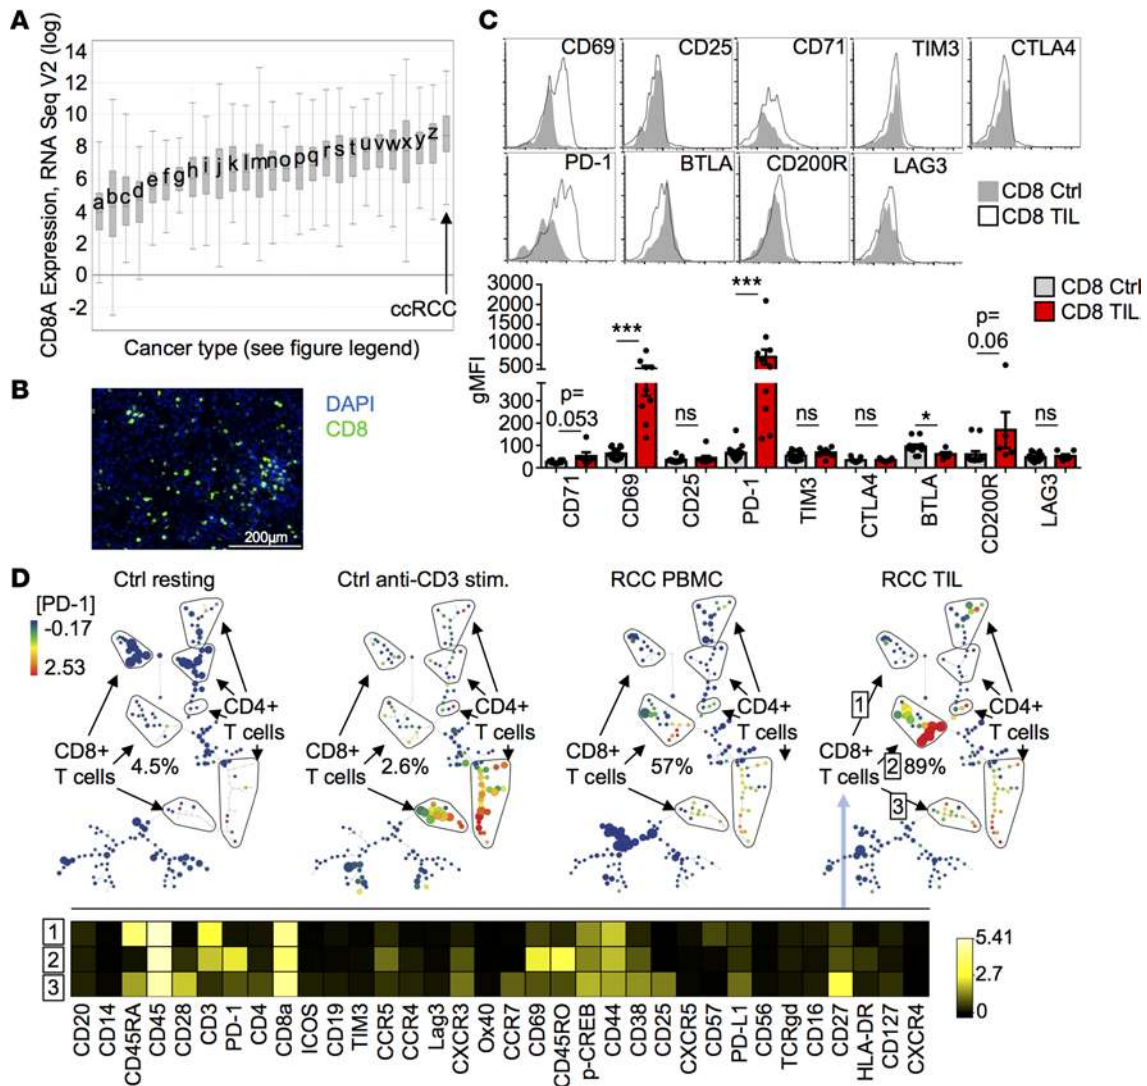 A
CD8A Expression, RNA Seq V2 (log)
14
12
10
8
6
4
2
0
-2
a b c d e f g h i j k l m n o p q r s t u v w x y z
ccRCC
Cancer type (see figure legend)
B
DAPI
CD8
200µm
C
CD69
CD25
CD71
TIM3
CTLA4
PD-1
BTLA
CD200R
LAG3
CD8 Ctrl
CD8 TIL
CD8 Ctrl
CD8 TIL
gMFI
3000
2500
2000
1500
1000
500
300
200
100
0
p=
0.053
***
ns
***
ns
ns
*
p=
0.06
ns
CD71
CD69
CD25
PD-1
TIM3
CTLA4
BTLA
CD200R
LAG3
D
Ctrl resting
Ctrl anti-CD3 stim.
RCC PBMC
RCC TIL
[PD-1]
-0.17
2.53
CD4+
T cells
CD8+
T cells
4.5%
CD4+
T cells
CD8+
T cells
2.6%
CD4+
T cells
CD8+
T cells
57%
CD4+
T cells
CD8+
T cells
89%
1
2
3
1
2
3
5.41
2.7
0
CD20
CD14
CD45RA
CD45
CD28
CD3
PD-1
CD4
CD8a
ICOS
CD19
TIM3
CCR5
CCR4
Lag3
CXCR3
Ox40
CCR7
CD69
CD45RO
p-CREB
CD44
CD38
CD25
CXCR5
CD57
PD-L1
CD56
TCRgd
CD16
CD27
HLA-DR
CD127
CXCR4